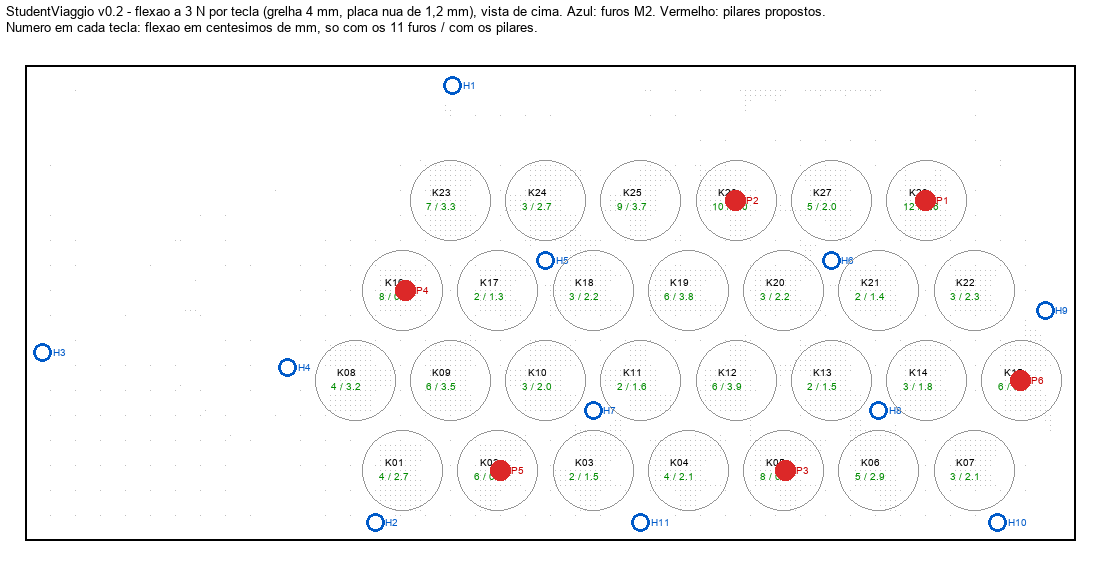 StudentViaggio v0.2 - flexao a 3 N por tecla (grelha 4 mm, placa nua de 1,2 mm), vista de cima. Azul: furos M2. Vermelho: pilares propostos.
Numero em cada tecla: flexao em centesimos de mm, so com os 11 furos / com os pilares.
H1
K23
7 / 3.3
K24
3 / 2.7
K25
9 / 3.7
P2
K27
5 / 2.0
P1
H5
H6
P4
K17
2 / 1.3
K18
3 / 2.2
K19
6 / 3.8
K20
3 / 2.2
K21
2 / 1.4
K22
3 / 2.3
H9
H3
H4
K08
4 / 3.2
K09
6 / 3.5
K10
3 / 2.0
K11
2 / 1.6
K12
6 / 3.9
K13
2 / 1.5
K14
3 / 1.8
P6
H7
H8
K01
4 / 2.7
P5
K03
2 / 1.5
K04
4 / 2.1
P3
K06
5 / 2.9
K07
3 / 2.1
H2
H11
H10